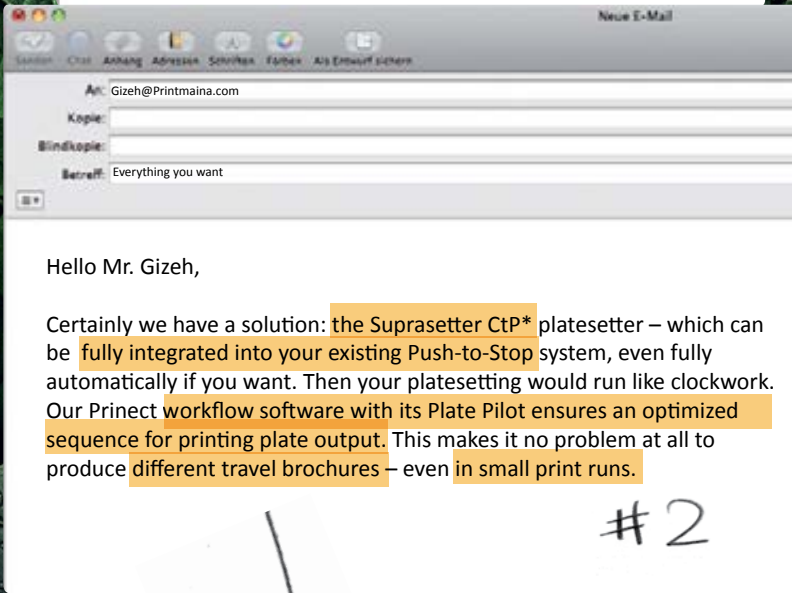 Neue E-Mail
Senden Chat Anhang Adressen Schriften Farben Als Entwurf sichern
An: Gizeh@Printmaina.com
Kopie:
Blindkopie:
Betreff: Everything you want
Hello Mr. Gizeh,
Certainly we have a solution: the Suprasetter CtP* platesetter – which can
be fully integrated into your existing Push-to-Stop system, even fully
automatically if you want. Then your platesetting would run like clockwork.
Our Prinect workflow software with its Plate Pilot ensures an optimized
sequence for printing plate output. This makes it no problem at all to
produce different travel brochures – even in small print runs.
#2